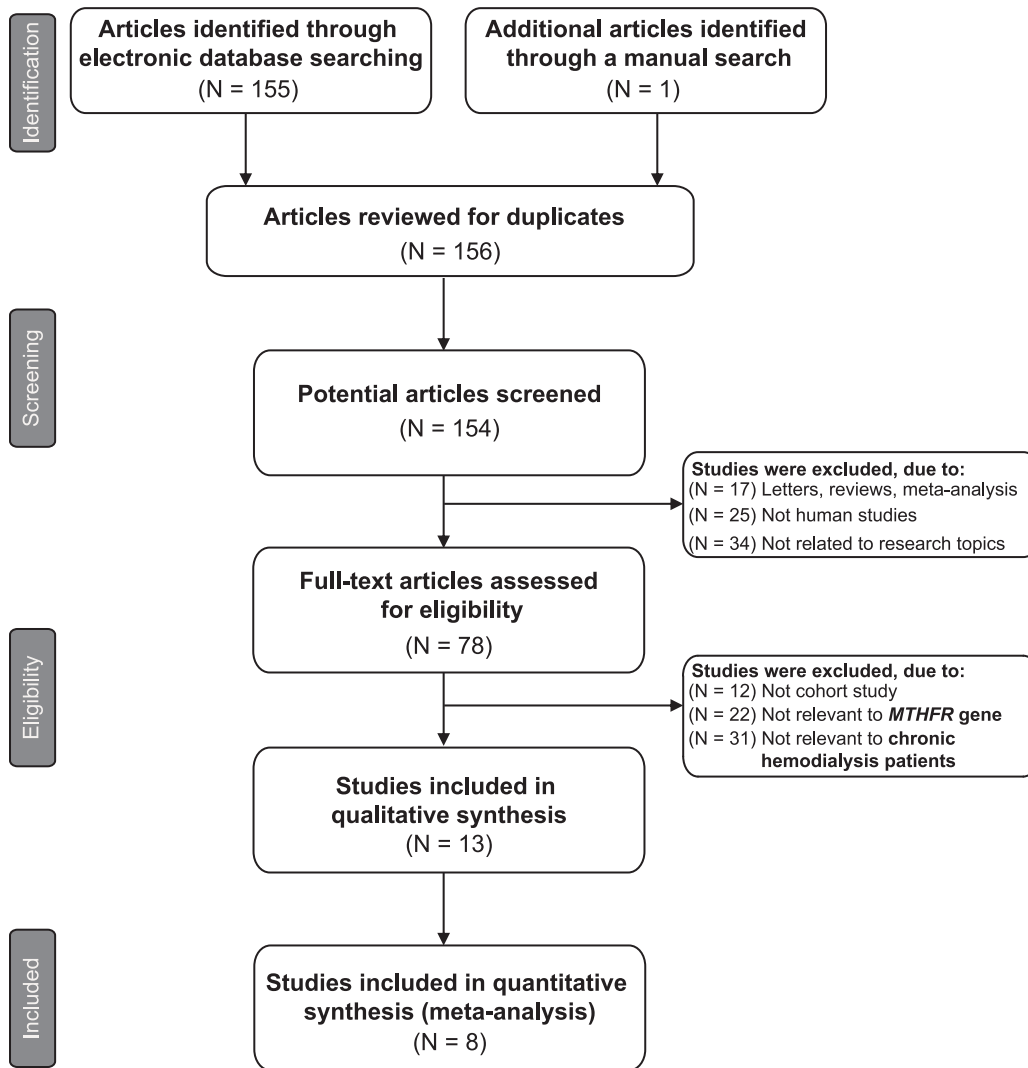 Identification
Articles identified through
electronic database searching
(N = 155)
Additional articles identified
through a manual search
(N = 1)
Articles reviewed for duplicates
(N = 156)
Screening
Potential articles screened
(N = 154)
Studies were excluded, due to:
(N = 17) Letters, reviews, meta-analysis
(N = 25) Not human studies
(N = 34) Not related to research topics
Eligibility
Full-text articles assessed
for eligibility
(N = 78)
Studies were excluded, due to:
(N = 12) Not cohort study
(N = 22) Not relevant to MTHFR gene
(N = 31) Not relevant to chronic
hemodialysis patients
Studies included in
qualitative synthesis
(N = 13)
Included
Studies included in quantitative
synthesis (meta-analysis)
(N = 8)